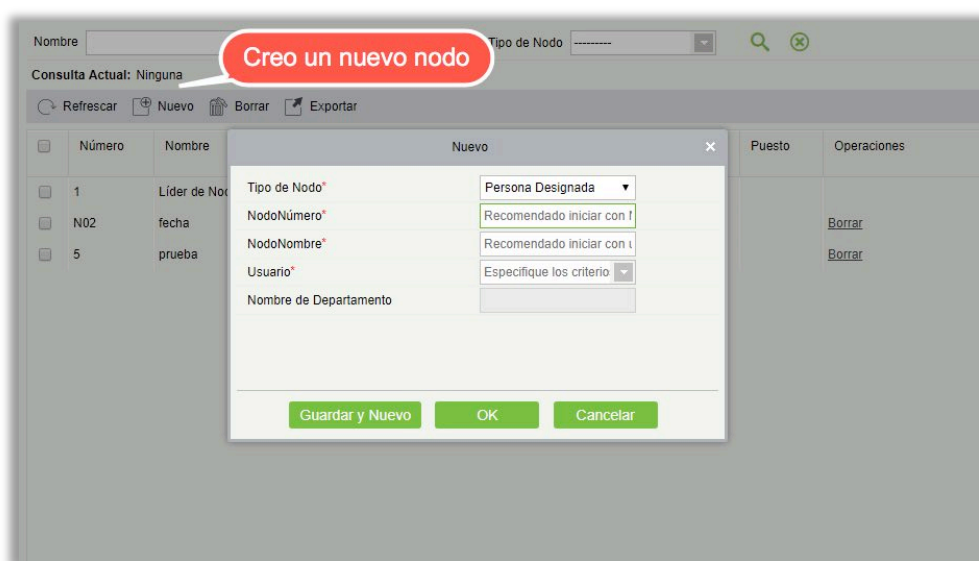 Nombre Tipo de Nodo ---------
Creo un nuevo nodo
Consulta Actual: Ninguna
Refrescar Nuevo Borrar Exportar
Número Nombre Puesto Operaciones
Nuevo
1 Líder de
N02 fecha Borrar
5 prueba Borrar
Tipo de Nodo* Persona Designada
NodoNúmero* Recomendado iniciar con
NodoNombre* Recomendado iniciar con
Usuario* Especifique los
Nombre de Departamento
Guardar y Nuevo OK Cancelar